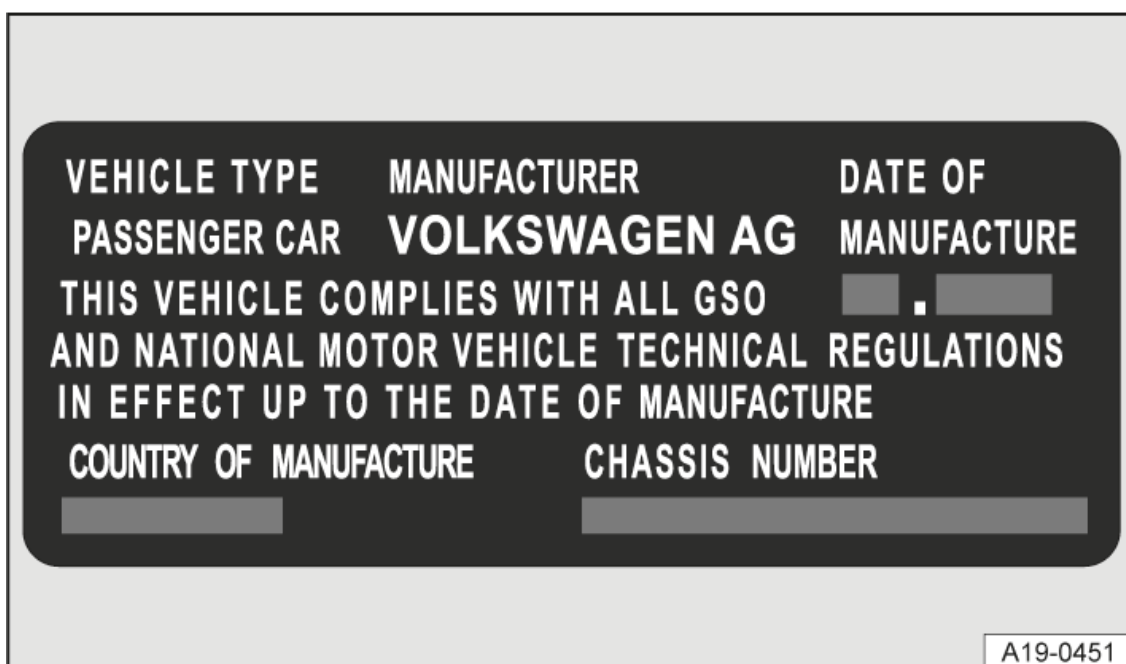 VEHICLE TYPE MANUFACTURER DATE OF
PASSENGER CAR VOLKSWAGEN AG MANUFACTURE
THIS VEHICLE COMPLIES WITH ALL GSO .
AND NATIONAL MOTOR VEHICLE TECHNICAL REGULATIONS
IN EFFECT UP TO THE DATE OF MANUFACTURE
COUNTRY OF MANUFACTURE CHASSIS NUMBER
A19-0451